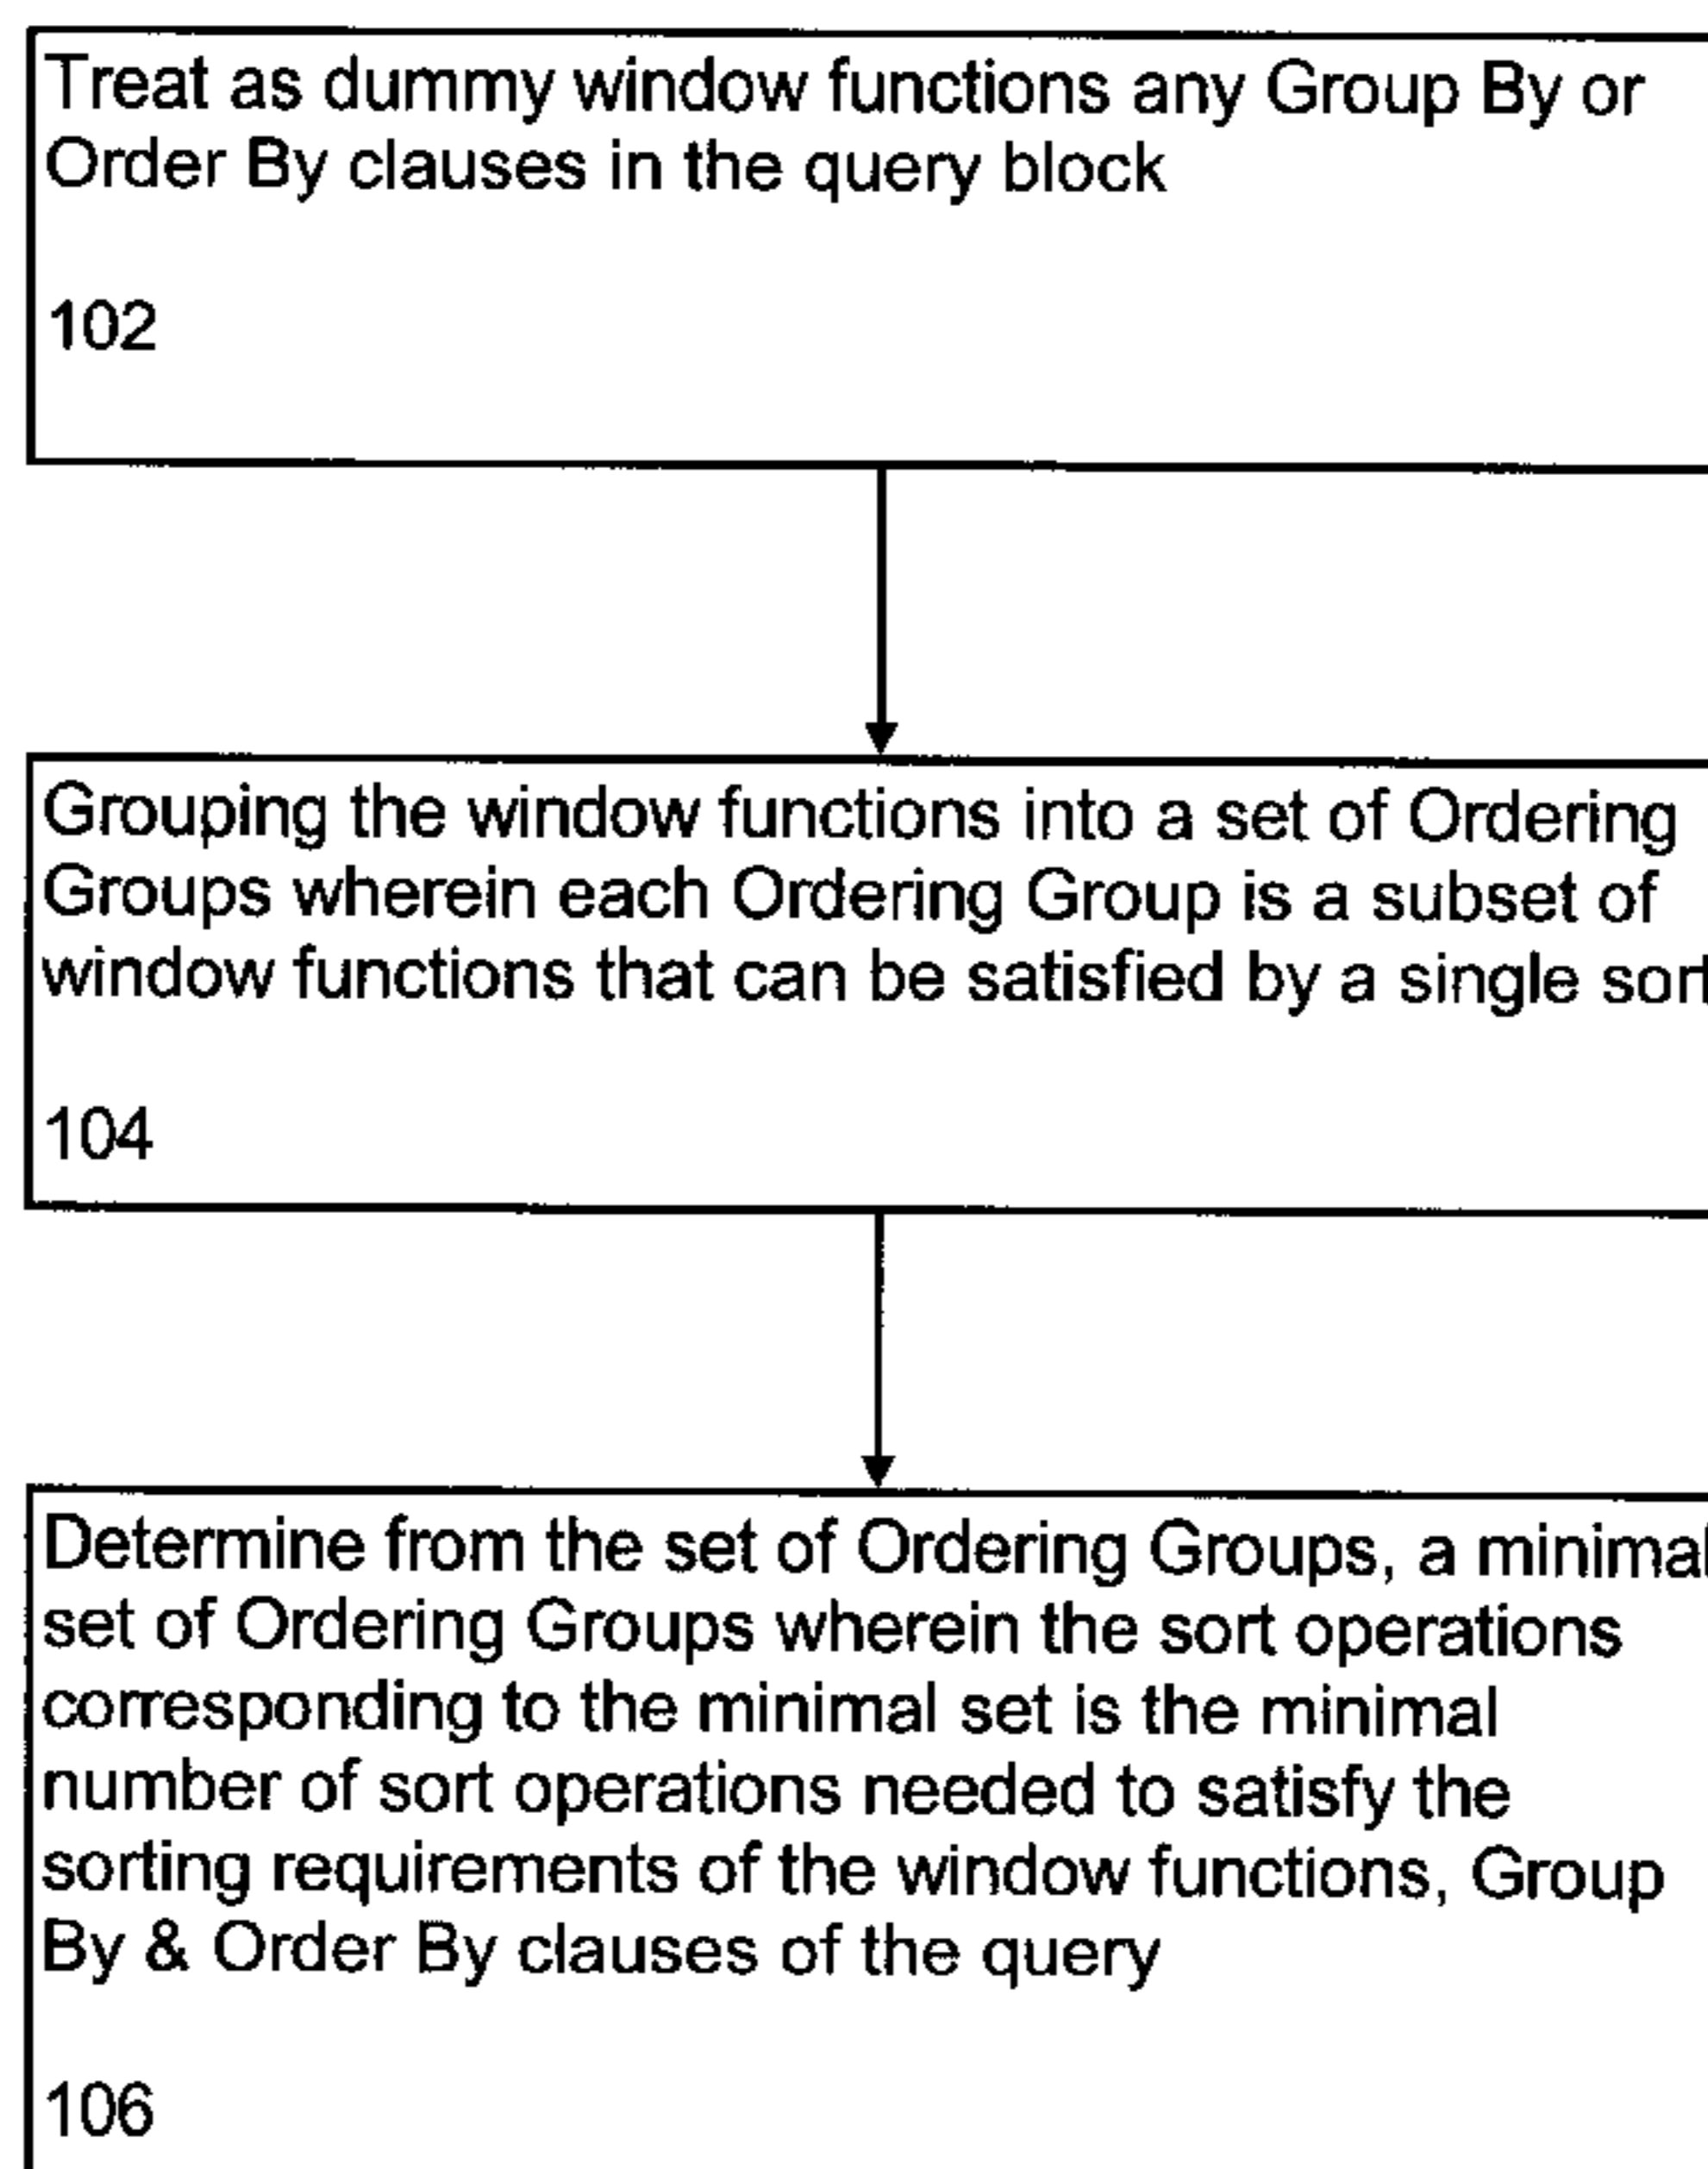 Treat as dummy window functions any Group By or
Order By clauses in the query block
102
Grouping the window functions into a set of Ordering
Groups wherein each Ordering Group is a subset of
window functions that can be satisfied by a single sort
104
Determine from the set of Ordering Groups, a minimal
set of Ordering Groups wherein the sort operations
corresponding to the minimal set is the minimal
number of sort operations needed to satisfy the
sorting requirements of the window functions, Group
By & Order By clauses of the query
106